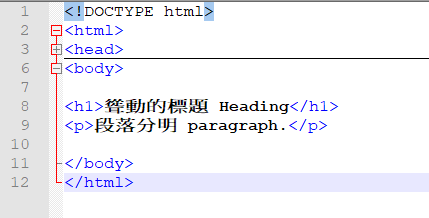 1 <!DOCTYPE html>
2 <html>
3 <head>
6 <body>
7
8 <h1>聳動的標題 Heading</h1>
9 <p>段落分明 paragraph.</p>
10
11 </body>
12 </html>